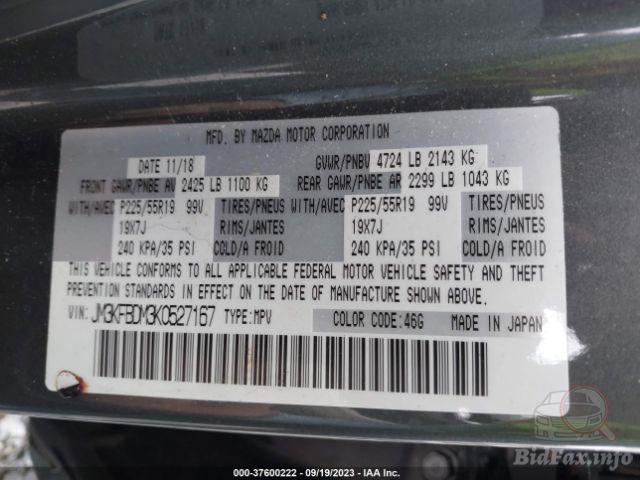 MFD. BY MAZDA MOTOR CORPORATION
DATE 11/18 GVWR/PNBV 4724 LB 2143 KG
FRONT GAWR/PNBE AV 2425 LB 1100 KG REAR GAWR/PNBE AR 2299 LB 1043 KG
WITH/AVEC P225/55R19 99V TIRES/PNEUS WITH/AVEC P225/55R19 99V TIRES/PNEUS
19X7J RIMS/JANTES 19X7J RIMS/JANTES
240 KPA/35 PSI COLD/A FROID 240 KPA/35 PSI COLD/A FROID
THIS VEHICLE CONFORMS TO ALL APPLICABLE FEDERAL MOTOR VEHICLE SAFETY AND THEFT
PREVENTION STANDARDS IN EFFECT ON THE DATE OF MANUFACTURE SHOWN ABOVE.
VIN: JM3KFBDM3K0527167 TYPE:MPV COLOR CODE:46G MADE IN JAPAN
BidFax.info
000-37600222 - 09/19/2023 - IAA Inc.